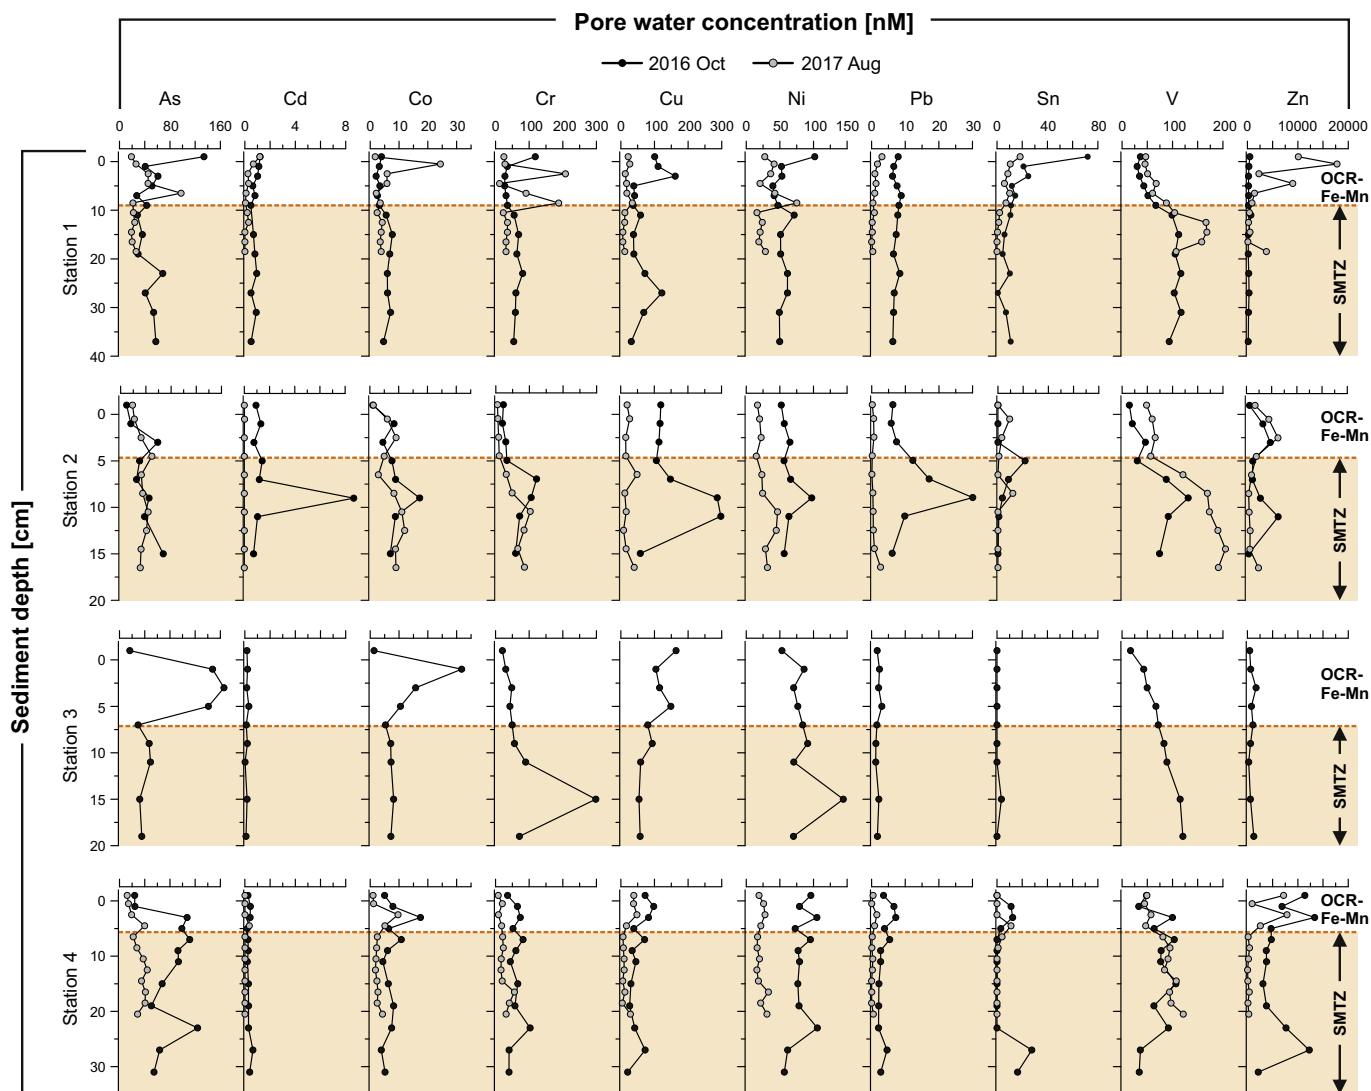 Pore water concentration [nM]
2016 Oct 2017 Aug
As Cd Co Cr Cu Ni Pb Sn V Zn
0 80 160 0 4 8 0 10 20 30 0 100 200 300 0 100 200 300 0 50 100 150 0 10 20 30 0 40 80 0 100 200 0 10000 20000
Sediment depth [cm]
Station 1
0
10
20
30
40
OCR-
Fe-Mn
SMTZ
Station 2
0
5
10
15
20
OCR-
Fe-Mn
SMTZ
Station 3
0
5
10
15
20
OCR-
Fe-Mn
SMTZ
Station 4
0
10
20
30
OCR-
Fe-Mn
SMTZ